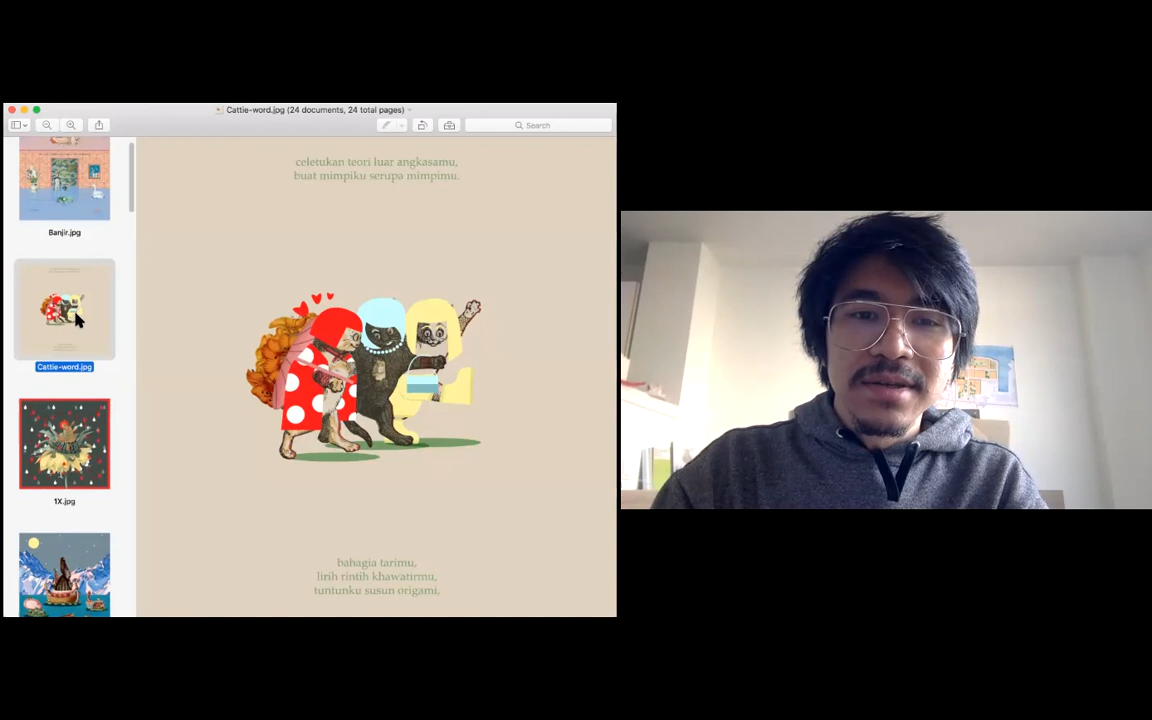 Cattie-word.jpg (24 documents, 24 total pages)
Search
Banjir.jpg
Cattie-word.jpg
1X.jpg
celetukan teori luar angkasamu,
buat mimpiku serupa mimpimu.
bahagia tarimu,
lirih rintih khawatirmu,
tuntunku susun origami,